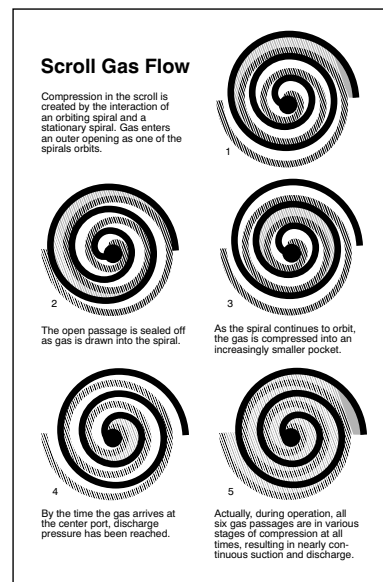 Scroll Gas Flow
Compression in the scroll is
created by the interaction of
an orbiting spiral and a
stationary spiral. Gas enters
an outer opening as one of the
spirals orbits.
1
2
The open passage is sealed off
as gas is drawn into the spiral.
3
As the spiral continues to orbit,
the gas is compressed into an
increasingly smaller pocket.
4
By the time the gas arrives at
the center port, discharge
pressure has been reached.
5
Actually, during operation, all
six gas passages are in various
stages of compression at all
times, resulting in nearly con-
tinuous suction and discharge.